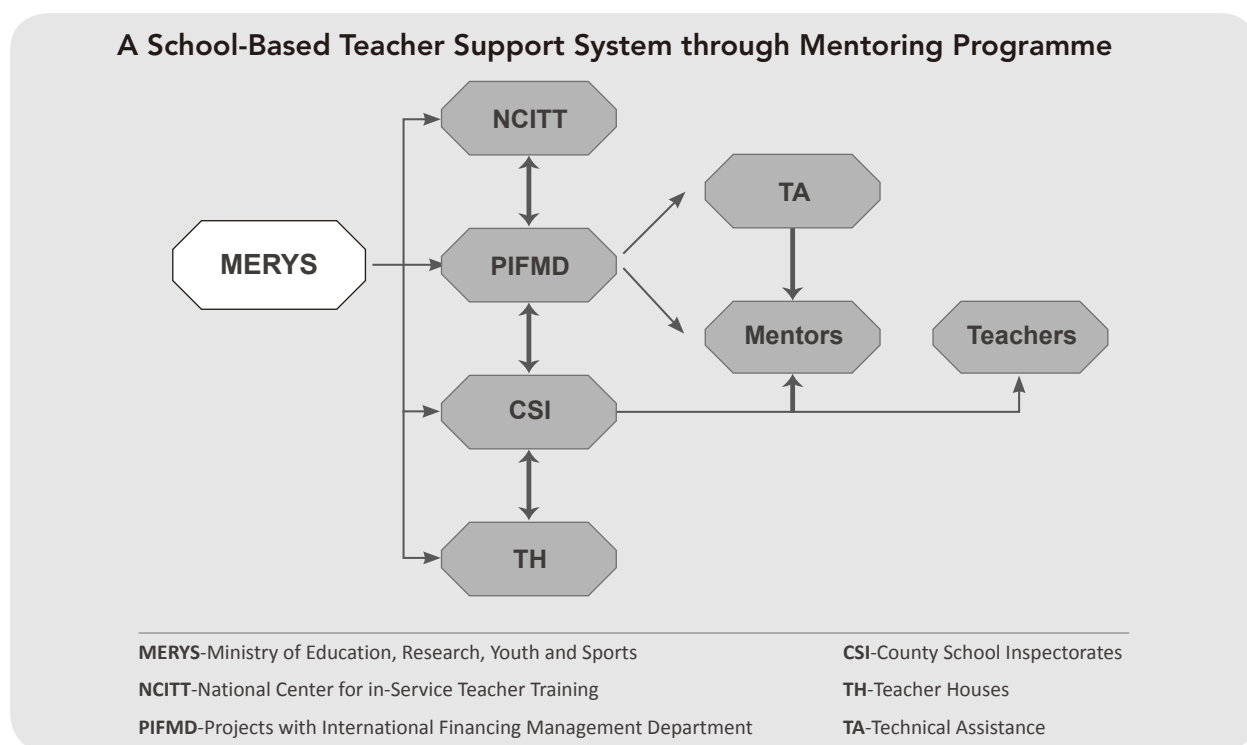 A School-Based Teacher Support System through Mentoring Programme
NCITT
TA
MERYS
PIFMD
Mentors
Teachers
CSI
TH
MERYS-Ministry of Education, Research, Youth and Sports
CSI-County School Inspectorates
NCITT-National Center for in-Service Teacher Training
TH-Teacher Houses
PIFMD-Projects with International Financing Management Department
TA-Technical Assistance